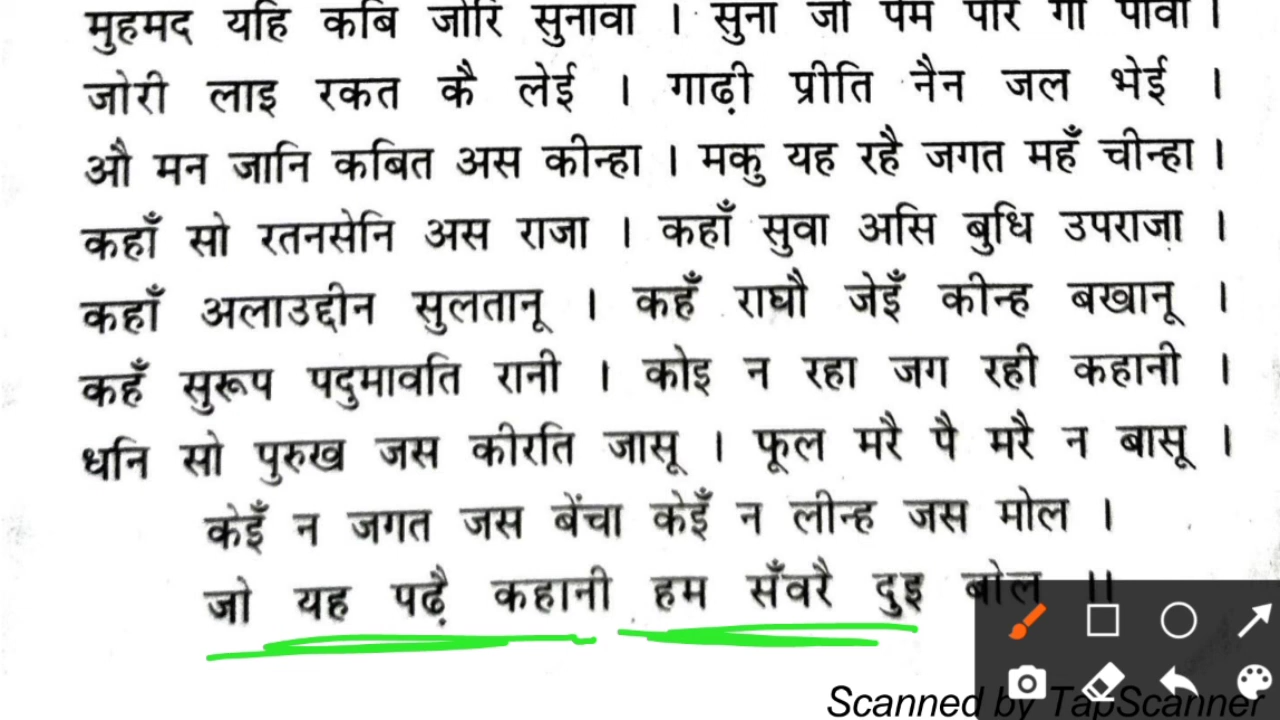 मुहमद यहि कबि जोरि सुनावा । सुना जो पेम पीर गा पावा ।
जोरी लाइ रकत कै लेई । गाढ़ी प्रीति नैन जल भेई ।
औ मन जानि कबित अस कीन्हा । मकु यह रहै जगत महँ चीन्हा ।
कहाँ सो रतनसेनि अस राजा । कहाँ सुवा असि बुधि उपराजा ।
कहाँ अलाउद्दीन सुलतानू । कहँ राघौ जेइँ कीन्ह बखानू ।
कहँ सुरूप पदुमावति रानी । कोइ न रहा जग रही कहानी ।
धनि सो पुरुख जस कीरति जासू । फूल मरै पै मरै न बासू ।
केइँ न जगत जस बेंचा केइँ न लीन्ह जस मोल ।
जो यह पढ़ै कहानी हम सँवरै दुइ बोल ॥
Scanned by TapScanner